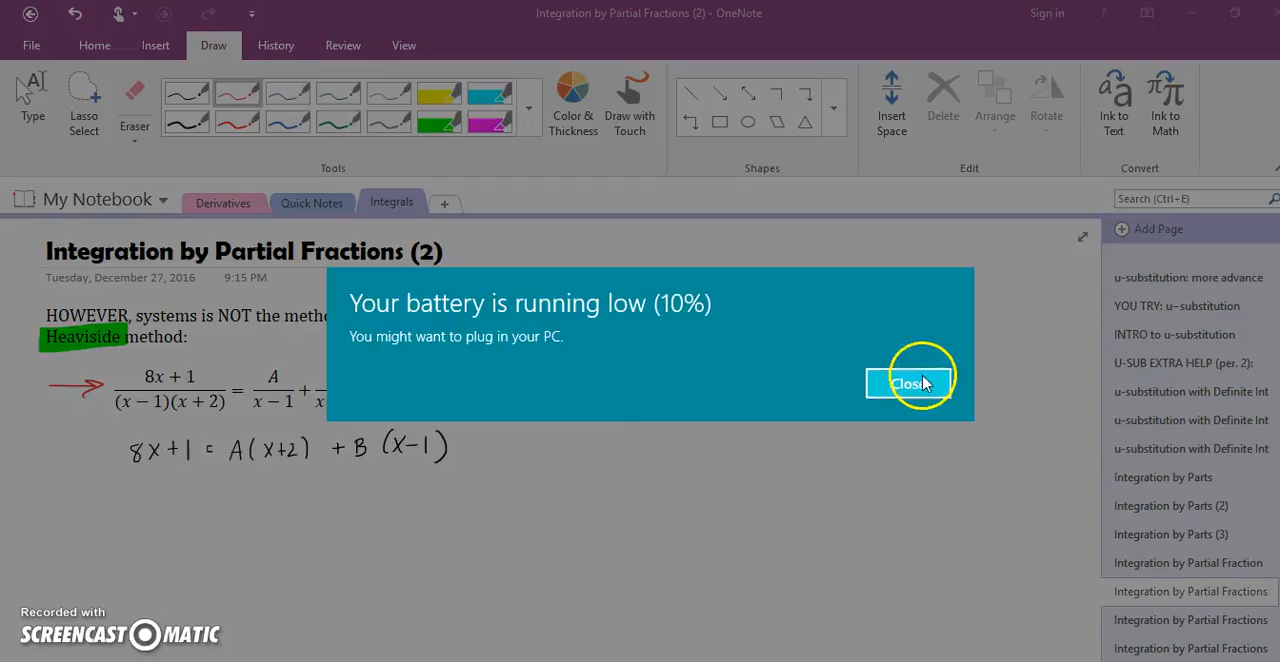 Integration by Partial Fractions (2) - OneNote
Sign in
?
File Home Insert Draw History Review View
Type
Lasso Select
Eraser
Color & Thickness
Draw with Touch
Insert Space
Delete
Arrange
Rotate
Ink to Text
Ink to Math
Tools
Shapes
Edit
Convert
My Notebook
Derivatives
Quick Notes
Integrals
+
Search (Ctrl+E)
Add Page
Integration by Partial Fractions (2)
Tuesday, December 27, 2016 9:15 PM
HOWEVER, systems is NOT the metho
Heaviside method:
8x + 1 / (x − 1)(x + 2) = A / x − 1 + / x
8x+1 = A(x+2) + B (x−1)
Your battery is running low (10%)
You might want to plug in your PC.
Close
u-substitution: more advance
YOU TRY: u-substitution
INTRO to u-substitution
U-SUB EXTRA HELP (per. 2):
u-substitution with Definite Int
u-substitution with Definite Int
u-substitution with Definite Int
Integration by Parts
Integration by Parts (2)
Integration by Parts (3)
Integration by Partial Fraction
Integration by Partial Fractions
Integration by Partial Fractions
Integration by Partial Fractions
Recorded with
SCREENCAST-O-MATIC